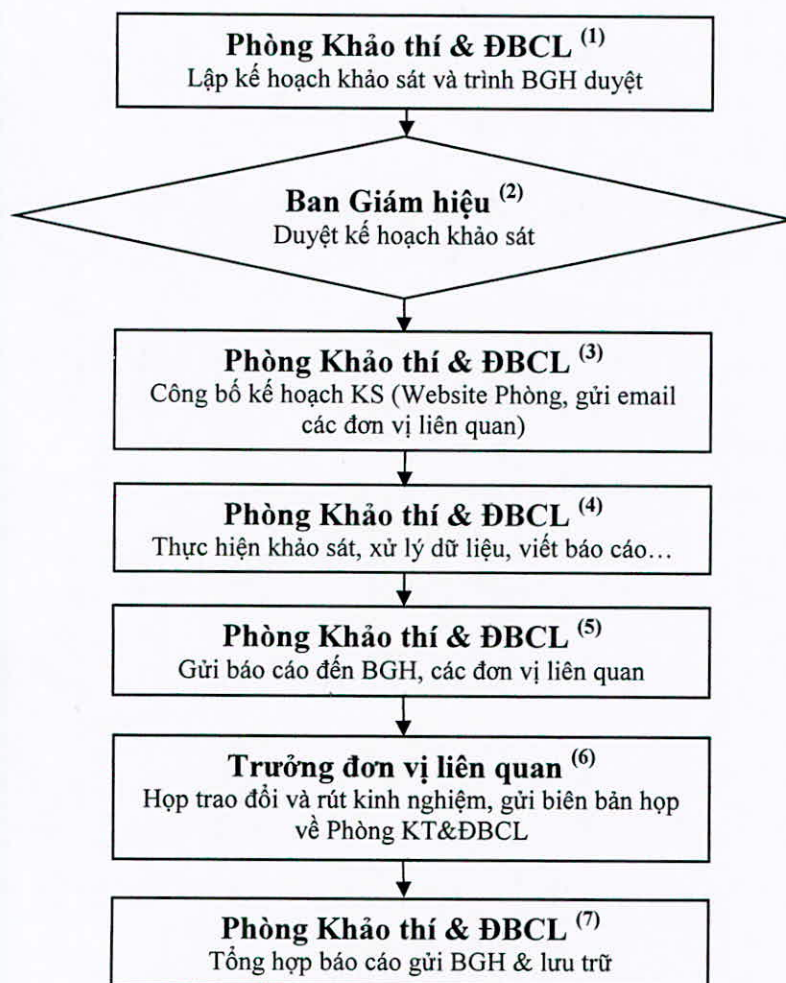 Phòng Khảo thí & ĐBCL (1)
Lập kế hoạch khảo sát và trình BGH duyệt
Ban Giám hiệu (2)
Duyệt kế hoạch khảo sát
Phòng Khảo thí & ĐBCL (3)
Công bố kế hoạch KS (Website Phòng, gửi email
các đơn vị liên quan)
Phòng Khảo thí & ĐBCL (4)
Thực hiện khảo sát, xử lý dữ liệu, viết báo cáo…
Phòng Khảo thí & ĐBCL (5)
Gửi báo cáo đến BGH, các đơn vị liên quan
Trưởng đơn vị liên quan (6)
Họp trao đổi và rút kinh nghiệm, gửi biên bản họp
về Phòng KT&ĐBCL
Phòng Khảo thí & ĐBCL (7)
Tổng hợp báo cáo gửi BGH & lưu trữ